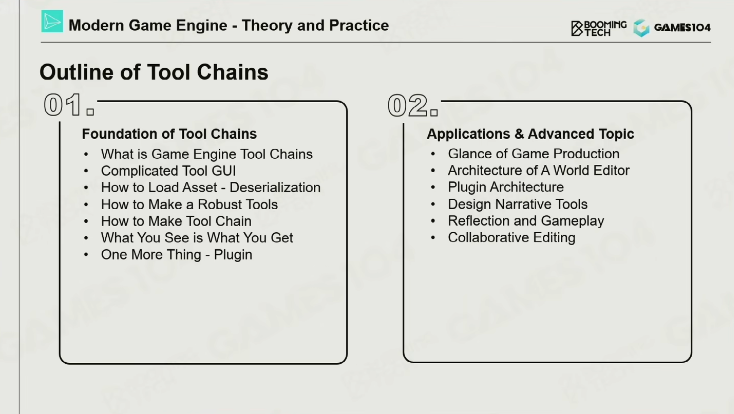 Modern Game Engine - Theory and Practice
BOOMING
TECH
GAMES104
Outline of Tool Chains
01.
Foundation of Tool Chains
• What is Game Engine Tool Chains
• Complicated Tool GUI
• How to Load Asset - Deserialization
• How to Make a Robust Tools
• How to Make Tool Chain
• What You See is What You Get
• One More Thing - Plugin
02.
Applications & Advanced Topic
• Glance of Game Production
• Architecture of A World Editor
• Plugin Architecture
• Design Narrative Tools
• Reflection and Gameplay
• Collaborative Editing